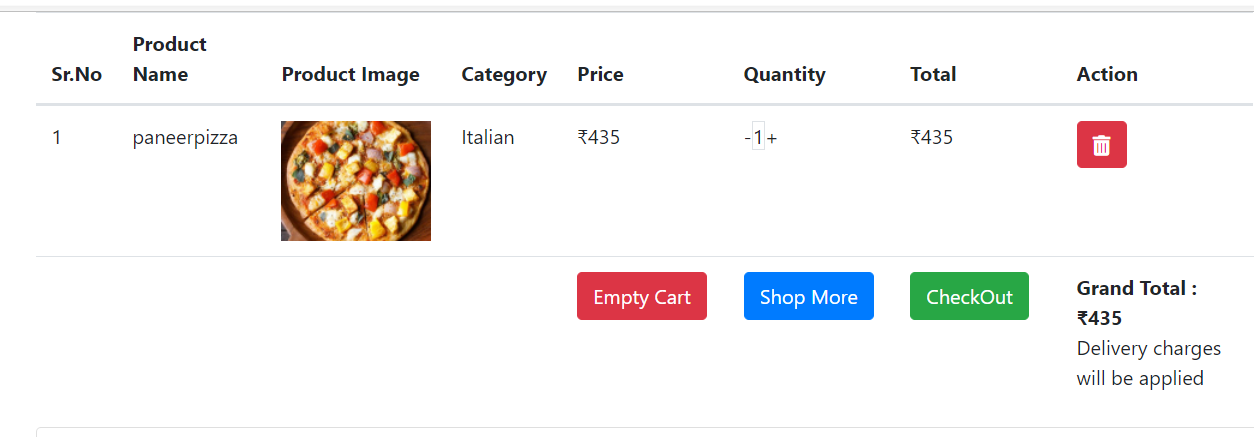 Sr.No Product Name Product Image Category Price Quantity Total Action
1 paneerpizza Italian ₹435 -1+ ₹435
Empty Cart Shop More CheckOut Grand Total :
₹435
Delivery charges
will be applied